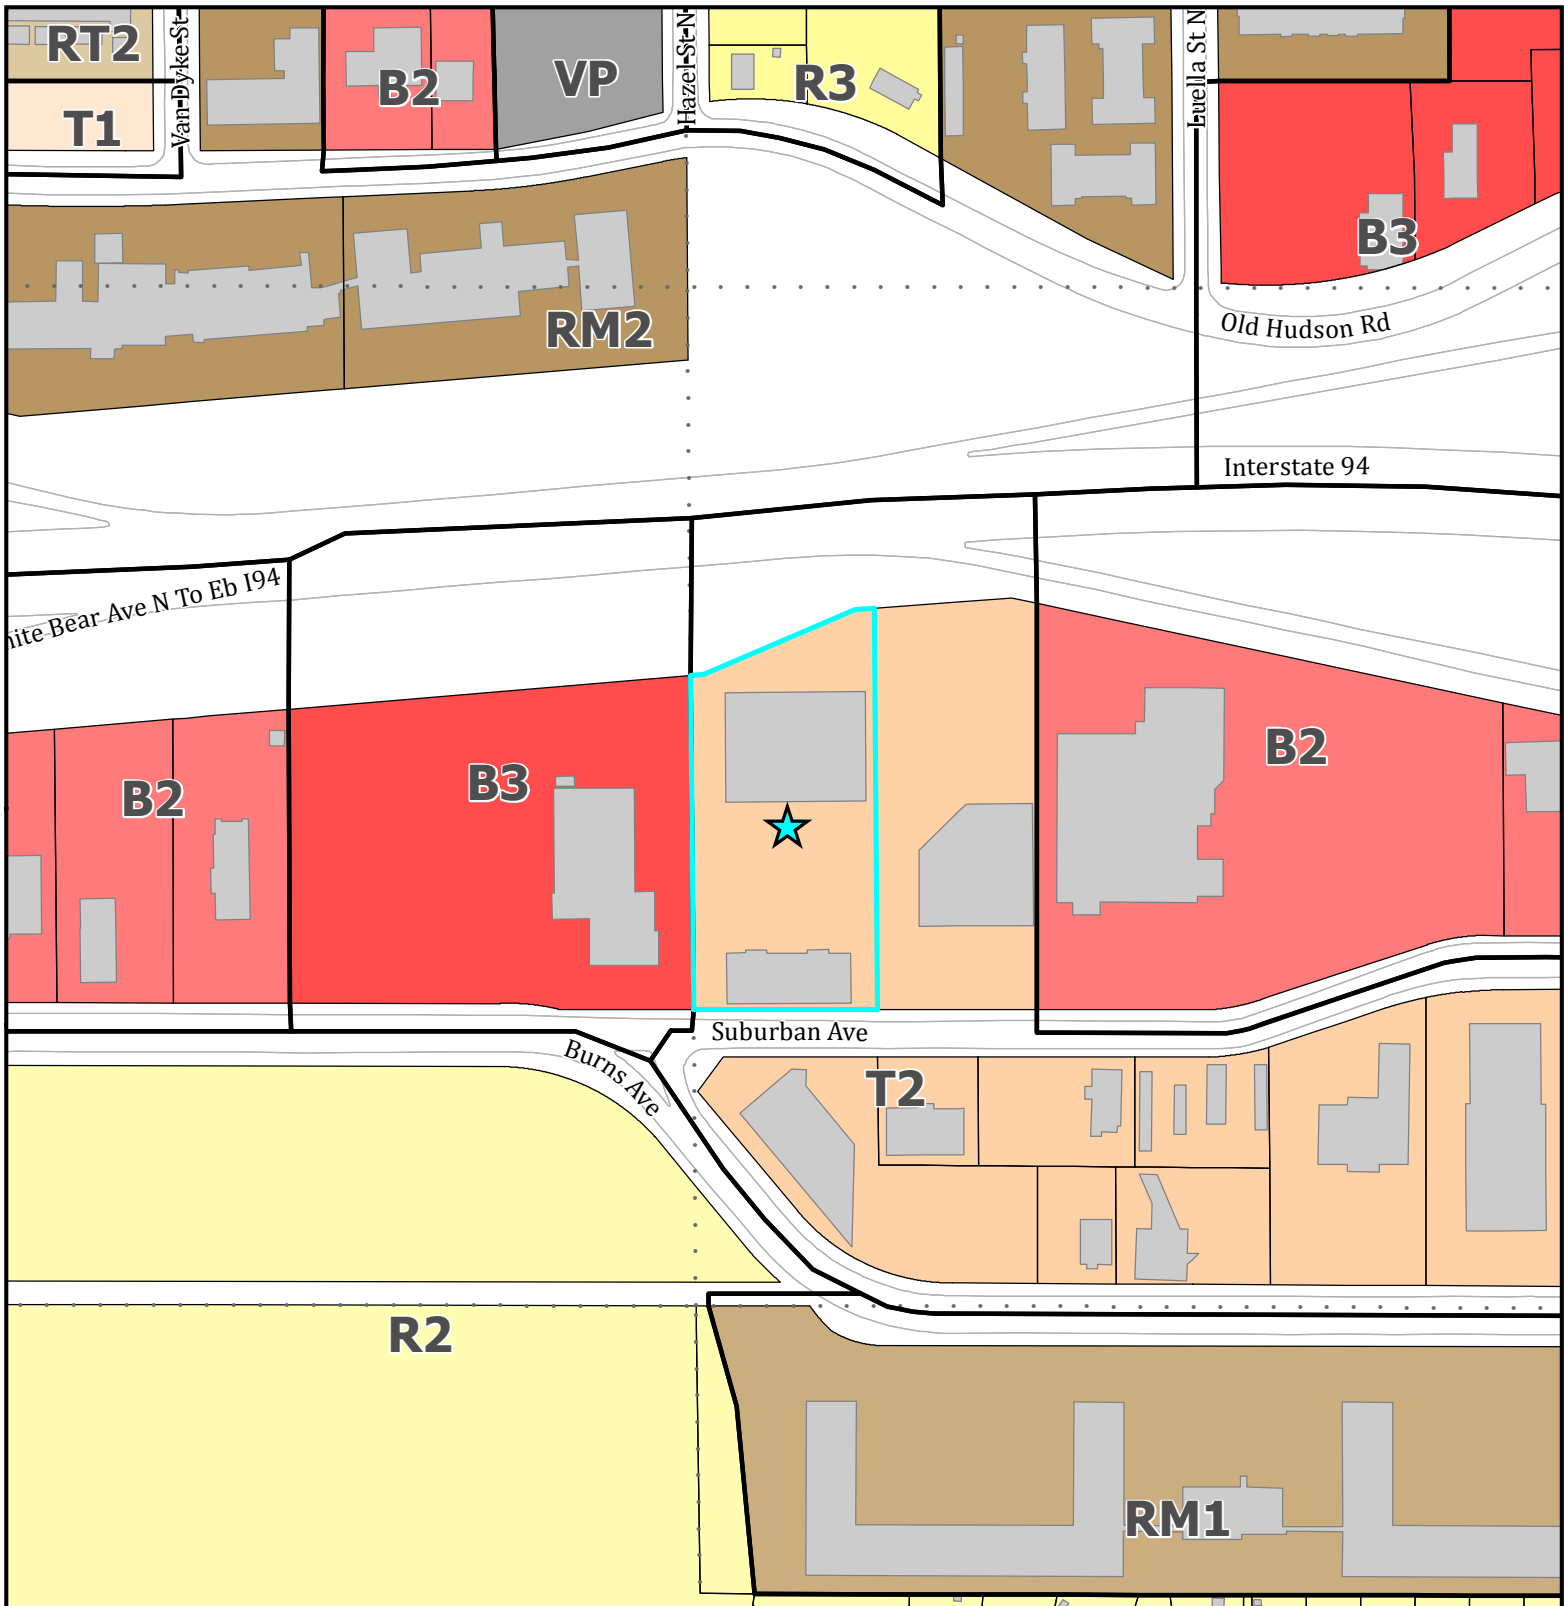 RT2
Van Dyke St
B2
VP
Hazel St N
R3
Luella St N
T1
B3
Old Hudson Rd
RM2
Interstate 94
Bear Ave N To Eb I94
B2
B3
B2
Suburban Ave
Burns Ave
T2
R2
RM1